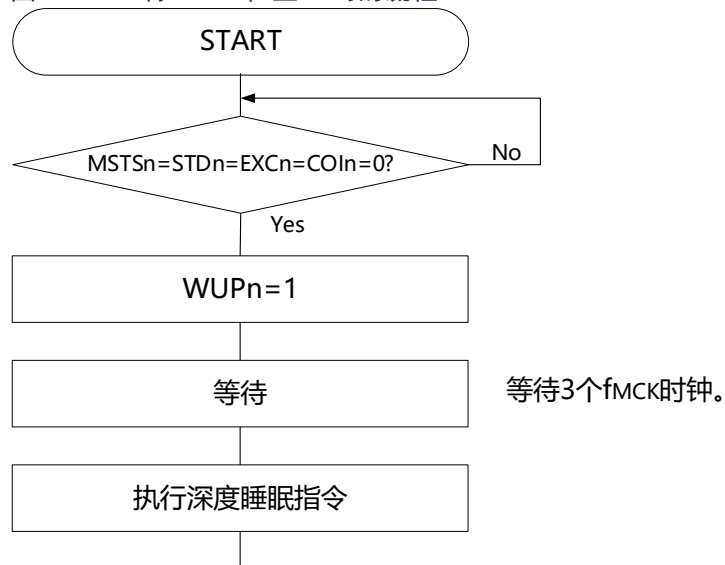 START
MSTSn=STDn=EXCn=COIn=0?
No
Yes
WUPn=1
等待
等待3个fMCK时钟。
执行深度睡眠指令